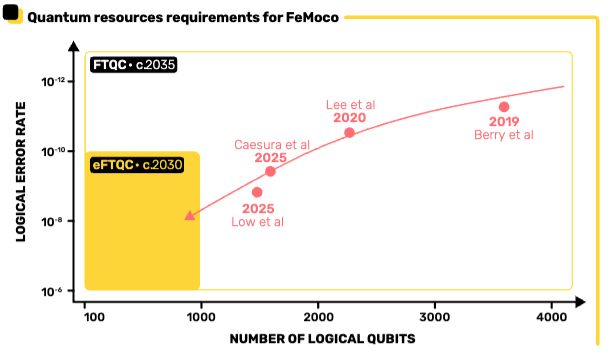 Quantum resources requirements for FeMoco
FTQC • c.2035
10⁻¹²
Lee et al
2020
2019
Berry et al
Caesura et al
2025
10⁻¹⁰
eFTQC • c.2030
2025
Low et al
10⁻⁸
10⁻⁶
LOGICAL ERROR RATE
100 1000 2000 3000 4000
NUMBER OF LOGICAL QUBITS